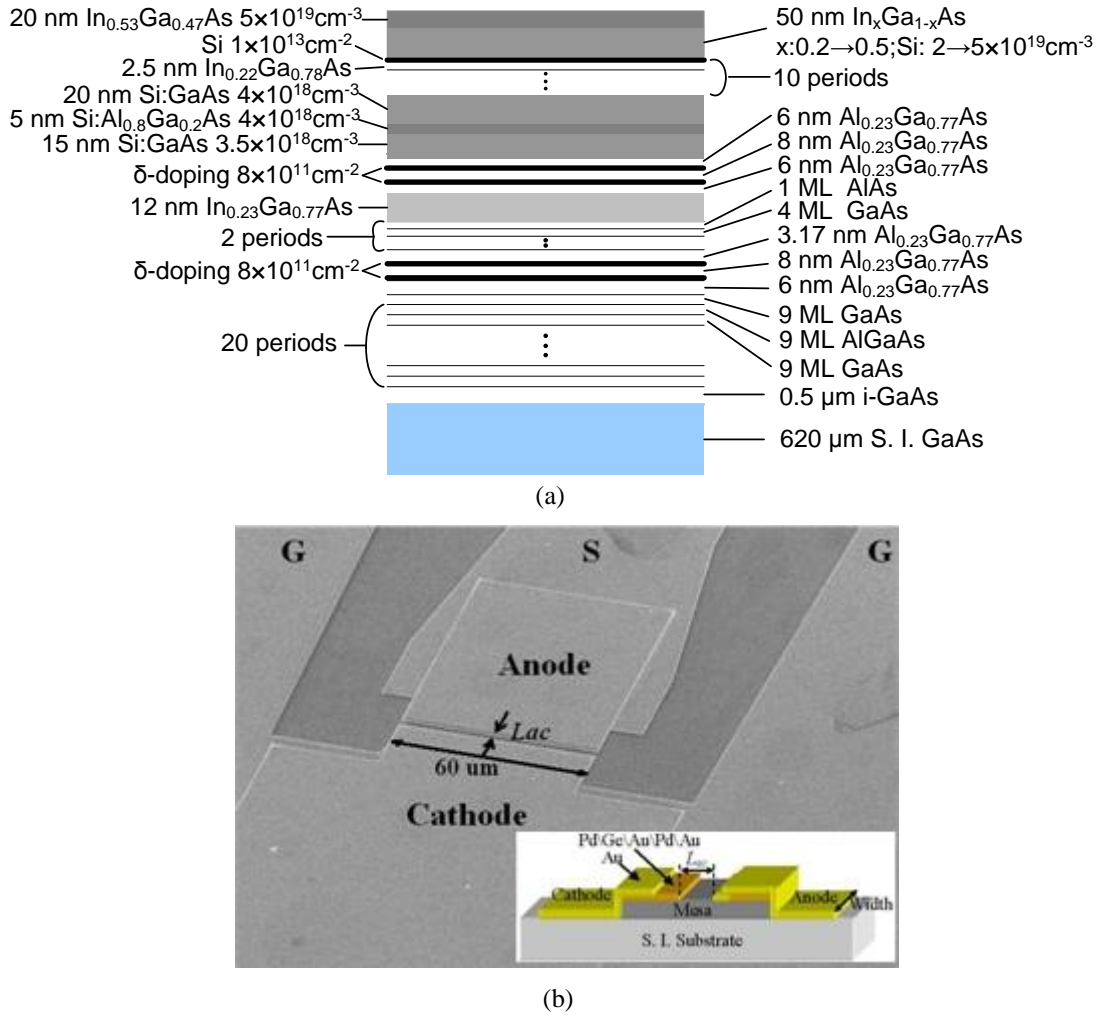 20 nm In0.53Ga0.47As 5×10¹⁹cm⁻³
Si 1×10¹³cm⁻²
2.5 nm In0.22Ga0.78As
20 nm Si:GaAs 4×10¹⁸cm⁻³
5 nm Si:Al0.8Ga0.2As 4×10¹⁸cm⁻³
15 nm Si:GaAs 3.5×10¹⁸cm⁻³
δ-doping 8×10¹¹cm⁻²
12 nm In0.23Ga0.77As
2 periods
δ-doping 8×10¹¹cm⁻²
20 periods
50 nm InxGa1-xAs
x:0.2→0.5;Si: 2→5×10¹⁹cm⁻³
10 periods
6 nm Al0.23Ga0.77As
8 nm Al0.23Ga0.77As
6 nm Al0.23Ga0.77As
1 ML AlAs
4 ML GaAs
3.17 nm Al0.23Ga0.77As
8 nm Al0.23Ga0.77As
6 nm Al0.23Ga0.77As
9 ML GaAs
9 ML AlGaAs
9 ML GaAs
0.5 μm i-GaAs
620 μm S. I. GaAs
(a)
G S G
Anode
Lac
60 um
Cathode
Pd\Ge\Au\Pd\Au
Au
Lac
Cathode
Anode
Width
Mesa
S. I. Substrate
(b)